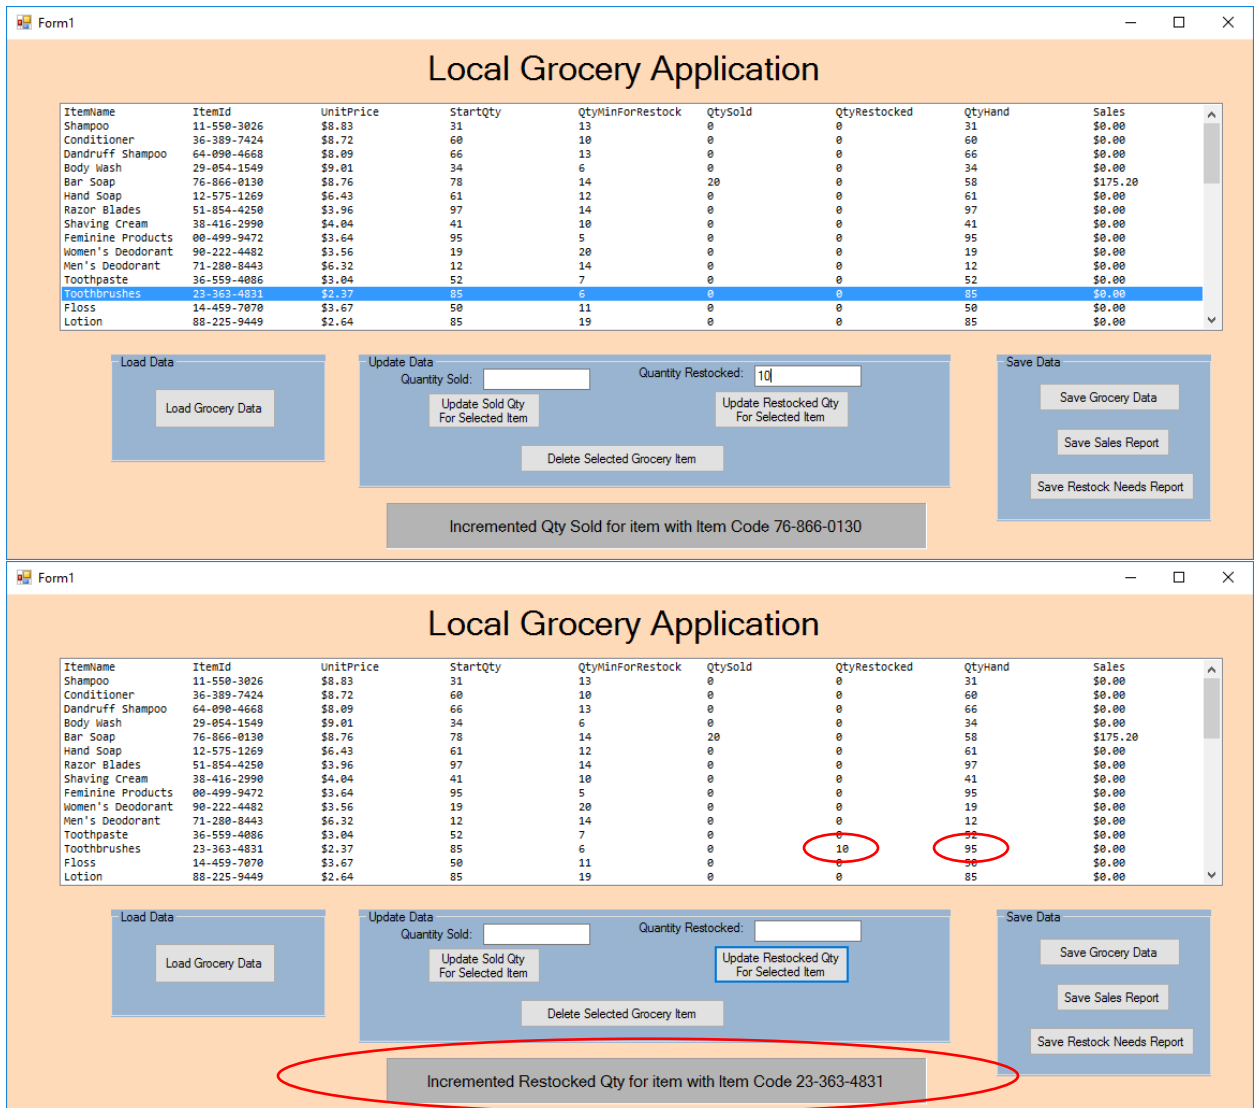 Form1
Local Grocery Application
ItemName ItemId UnitPrice StartQty QtyMinForRestock QtySold QtyRestocked QtyHand Sales
Shampoo 11-550-3026 $8.83 31 13 0 0 31 $0.00
Conditioner 36-389-7424 $8.72 60 10 0 0 60 $0.00
Dandruff Shampoo 64-090-4668 $8.09 66 13 0 0 66 $0.00
Body Wash 29-054-1549 $9.01 34 6 0 0 34 $0.00
Bar Soap 76-866-0130 $8.76 78 14 20 0 58 $175.20
Hand Soap 12-575-1269 $6.43 61 12 0 0 61 $0.00
Razor Blades 51-854-4250 $3.96 97 14 0 0 97 $0.00
Shaving Cream 38-416-2990 $4.04 41 10 0 0 41 $0.00
Feminine Products 00-499-9472 $3.64 95 5 0 0 95 $0.00
Women's Deodorant 90-222-4482 $3.56 19 20 0 0 19 $0.00
Men's Deodorant 71-280-8443 $6.32 12 14 0 0 12 $0.00
Toothpaste 36-559-4086 $3.04 52 7 0 0 52 $0.00
Toothbrushes 23-363-4831 $2.37 85 6 0 0 85 $0.00
Floss 14-459-7070 $3.67 50 11 0 0 50 $0.00
Lotion 88-225-9449 $2.64 85 19 0 0 85 $0.00
Load Data
Load Grocery Data
Update Data
Quantity Sold:
Quantity Restocked: 10
Update Sold Qty
For Selected Item
Update Restocked Qty
For Selected Item
Delete Selected Grocery Item
Save Data
Save Grocery Data
Save Sales Report
Save Restock Needs Report
Incremented Qty Sold for item with Item Code 76-866-0130
Form1
Local Grocery Application
ItemName ItemId UnitPrice StartQty QtyMinForRestock QtySold QtyRestocked QtyHand Sales
Shampoo 11-550-3026 $8.83 31 13 0 0 31 $0.00
Conditioner 36-389-7424 $8.72 60 10 0 0 60 $0.00
Dandruff Shampoo 64-090-4668 $8.09 66 13 0 0 66 $0.00
Body Wash 29-054-1549 $9.01 34 6 0 0 34 $0.00
Bar Soap 76-866-0130 $8.76 78 14 20 0 58 $175.20
Hand Soap 12-575-1269 $6.43 61 12 0 0 61 $0.00
Razor Blades 51-854-4250 $3.96 97 14 0 0 97 $0.00
Shaving Cream 38-416-2990 $4.04 41 10 0 0 41 $0.00
Feminine Products 00-499-9472 $3.64 95 5 0 0 95 $0.00
Women's Deodorant 90-222-4482 $3.56 19 20 0 0 19 $0.00
Men's Deodorant 71-280-8443 $6.32 12 14 0 0 12 $0.00
Toothpaste 36-559-4086 $3.04 52 7 0 0 52 $0.00
Toothbrushes 23-363-4831 $2.37 85 6 0 10 95 $0.00
Floss 14-459-7070 $3.67 50 11 0 0 50 $0.00
Lotion 88-225-9449 $2.64 85 19 0 0 85 $0.00
Load Data
Load Grocery Data
Update Data
Quantity Sold:
Quantity Restocked:
Update Sold Qty
For Selected Item
Update Restocked Qty
For Selected Item
Delete Selected Grocery Item
Save Data
Save Grocery Data
Save Sales Report
Save Restock Needs Report
Incremented Restocked Qty for item with Item Code 23-363-4831